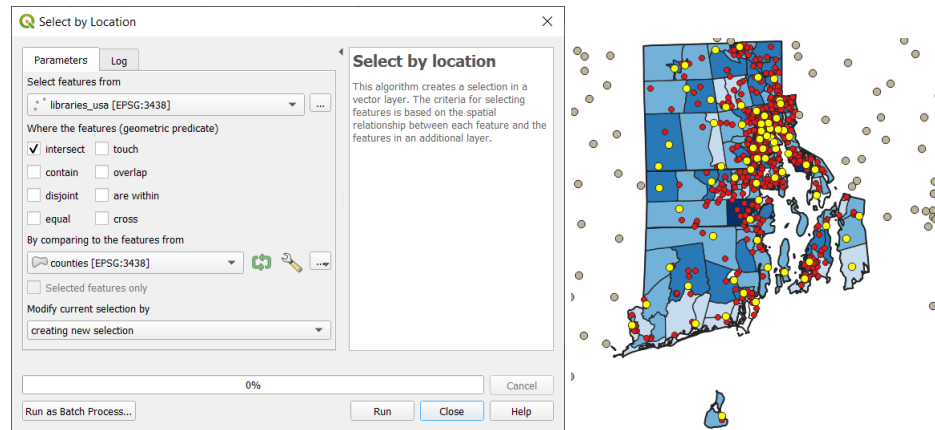 Select by Location
Parameters
Log
Select features from
libraries_usa [EPSG:3438]
...
Where the features (geometric predicate)
intersect
touch
contain
overlap
disjoint
are within
equal
cross
By comparing to the features from
counties [EPSG:3438]
...
Selected features only
Modify current selection by
creating new selection
Select by location
This algorithm creates a selection in a
vector layer. The criteria for selecting
features is based on the spatial
relationship between each feature and the
features in an additional layer.
0%
Cancel
Run as Batch Process...
Run
Close
Help